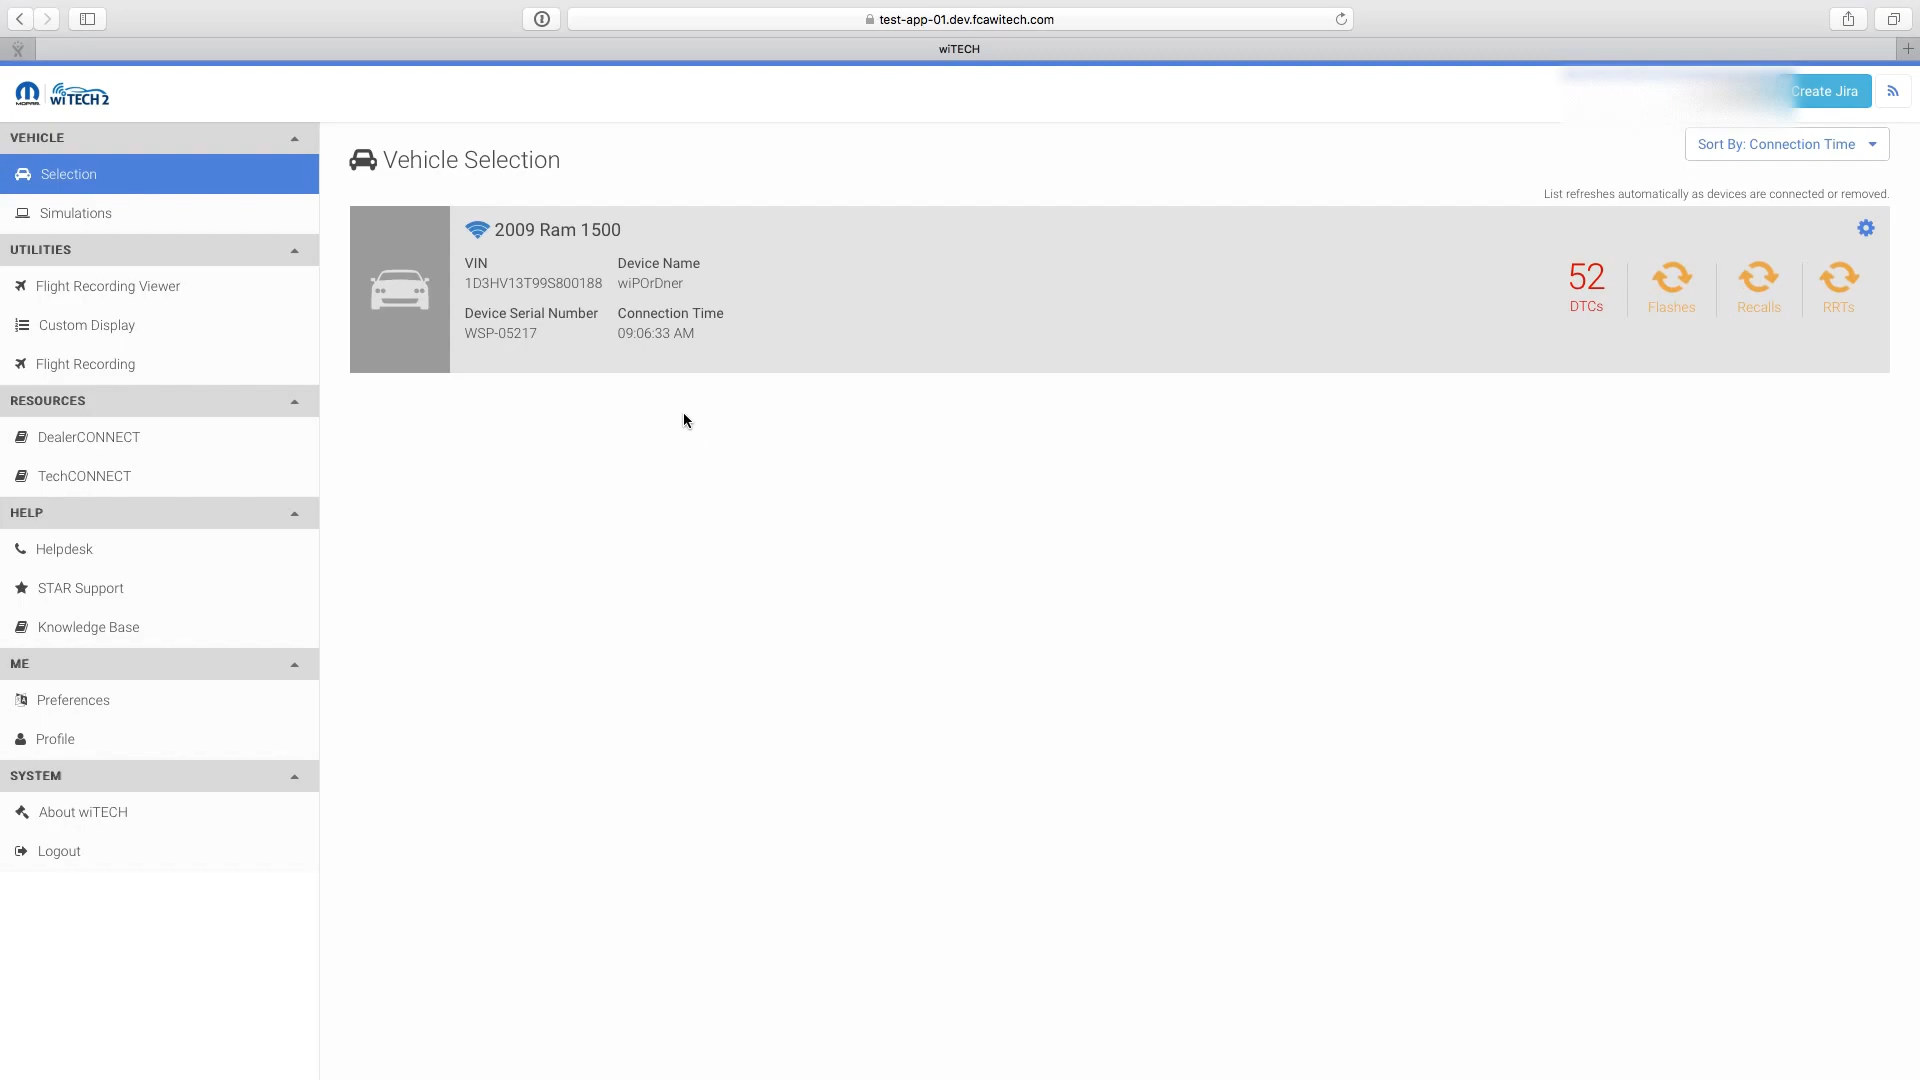 test-app-01.dev.fcawitech.com
wiTECH
MOPAR wiTECH 2
Create Jira
VEHICLE
Selection
Simulations
UTILITIES
Flight Recording Viewer
Custom Display
Flight Recording
RESOURCES
DealerCONNECT
TechCONNECT
HELP
Helpdesk
STAR Support
Knowledge Base
ME
Preferences
Profile
SYSTEM
About wiTECH
Logout
Vehicle Selection
Sort By: Connection Time
List refreshes automatically as devices are connected or removed.
2009 Ram 1500
VIN Device Name
1D3HV13T99S800188 wiPOrDner
Device Serial Number Connection Time
WSP-05217 09:06:33 AM
52
DTCs Flashes Recalls RRTs